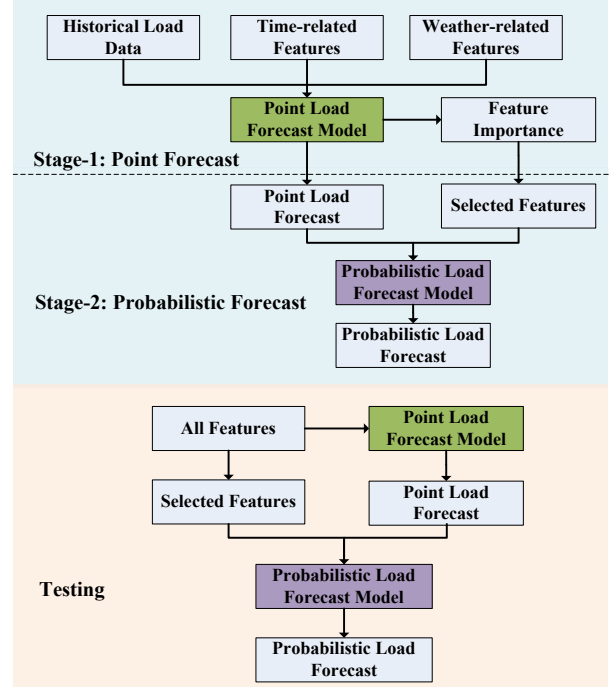 Historical Load
Data
Time-related
Features
Weather-related
Features
Point Load
Forecast Model
Feature
Importance
Stage-1: Point Forecast
Point Load
Forecast
Selected Features
Probabilistic Load
Forecast Model
Stage-2: Probabilistic Forecast
Probabilistic Load
Forecast
All Features
Point Load
Forecast Model
Selected Features
Point Load
Forecast
Probabilistic Load
Forecast Model
Testing
Probabilistic Load
Forecast